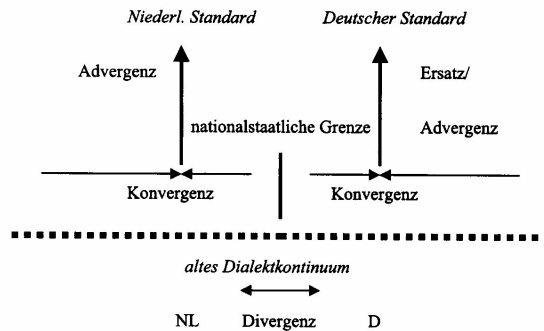 Niederl. Standard Deutscher Standard
Advergenz Ersatz/
nationalstaatliche Grenze Advergenz
Konvergenz Konvergenz
altes Dialektkontinuum
NL Divergenz D